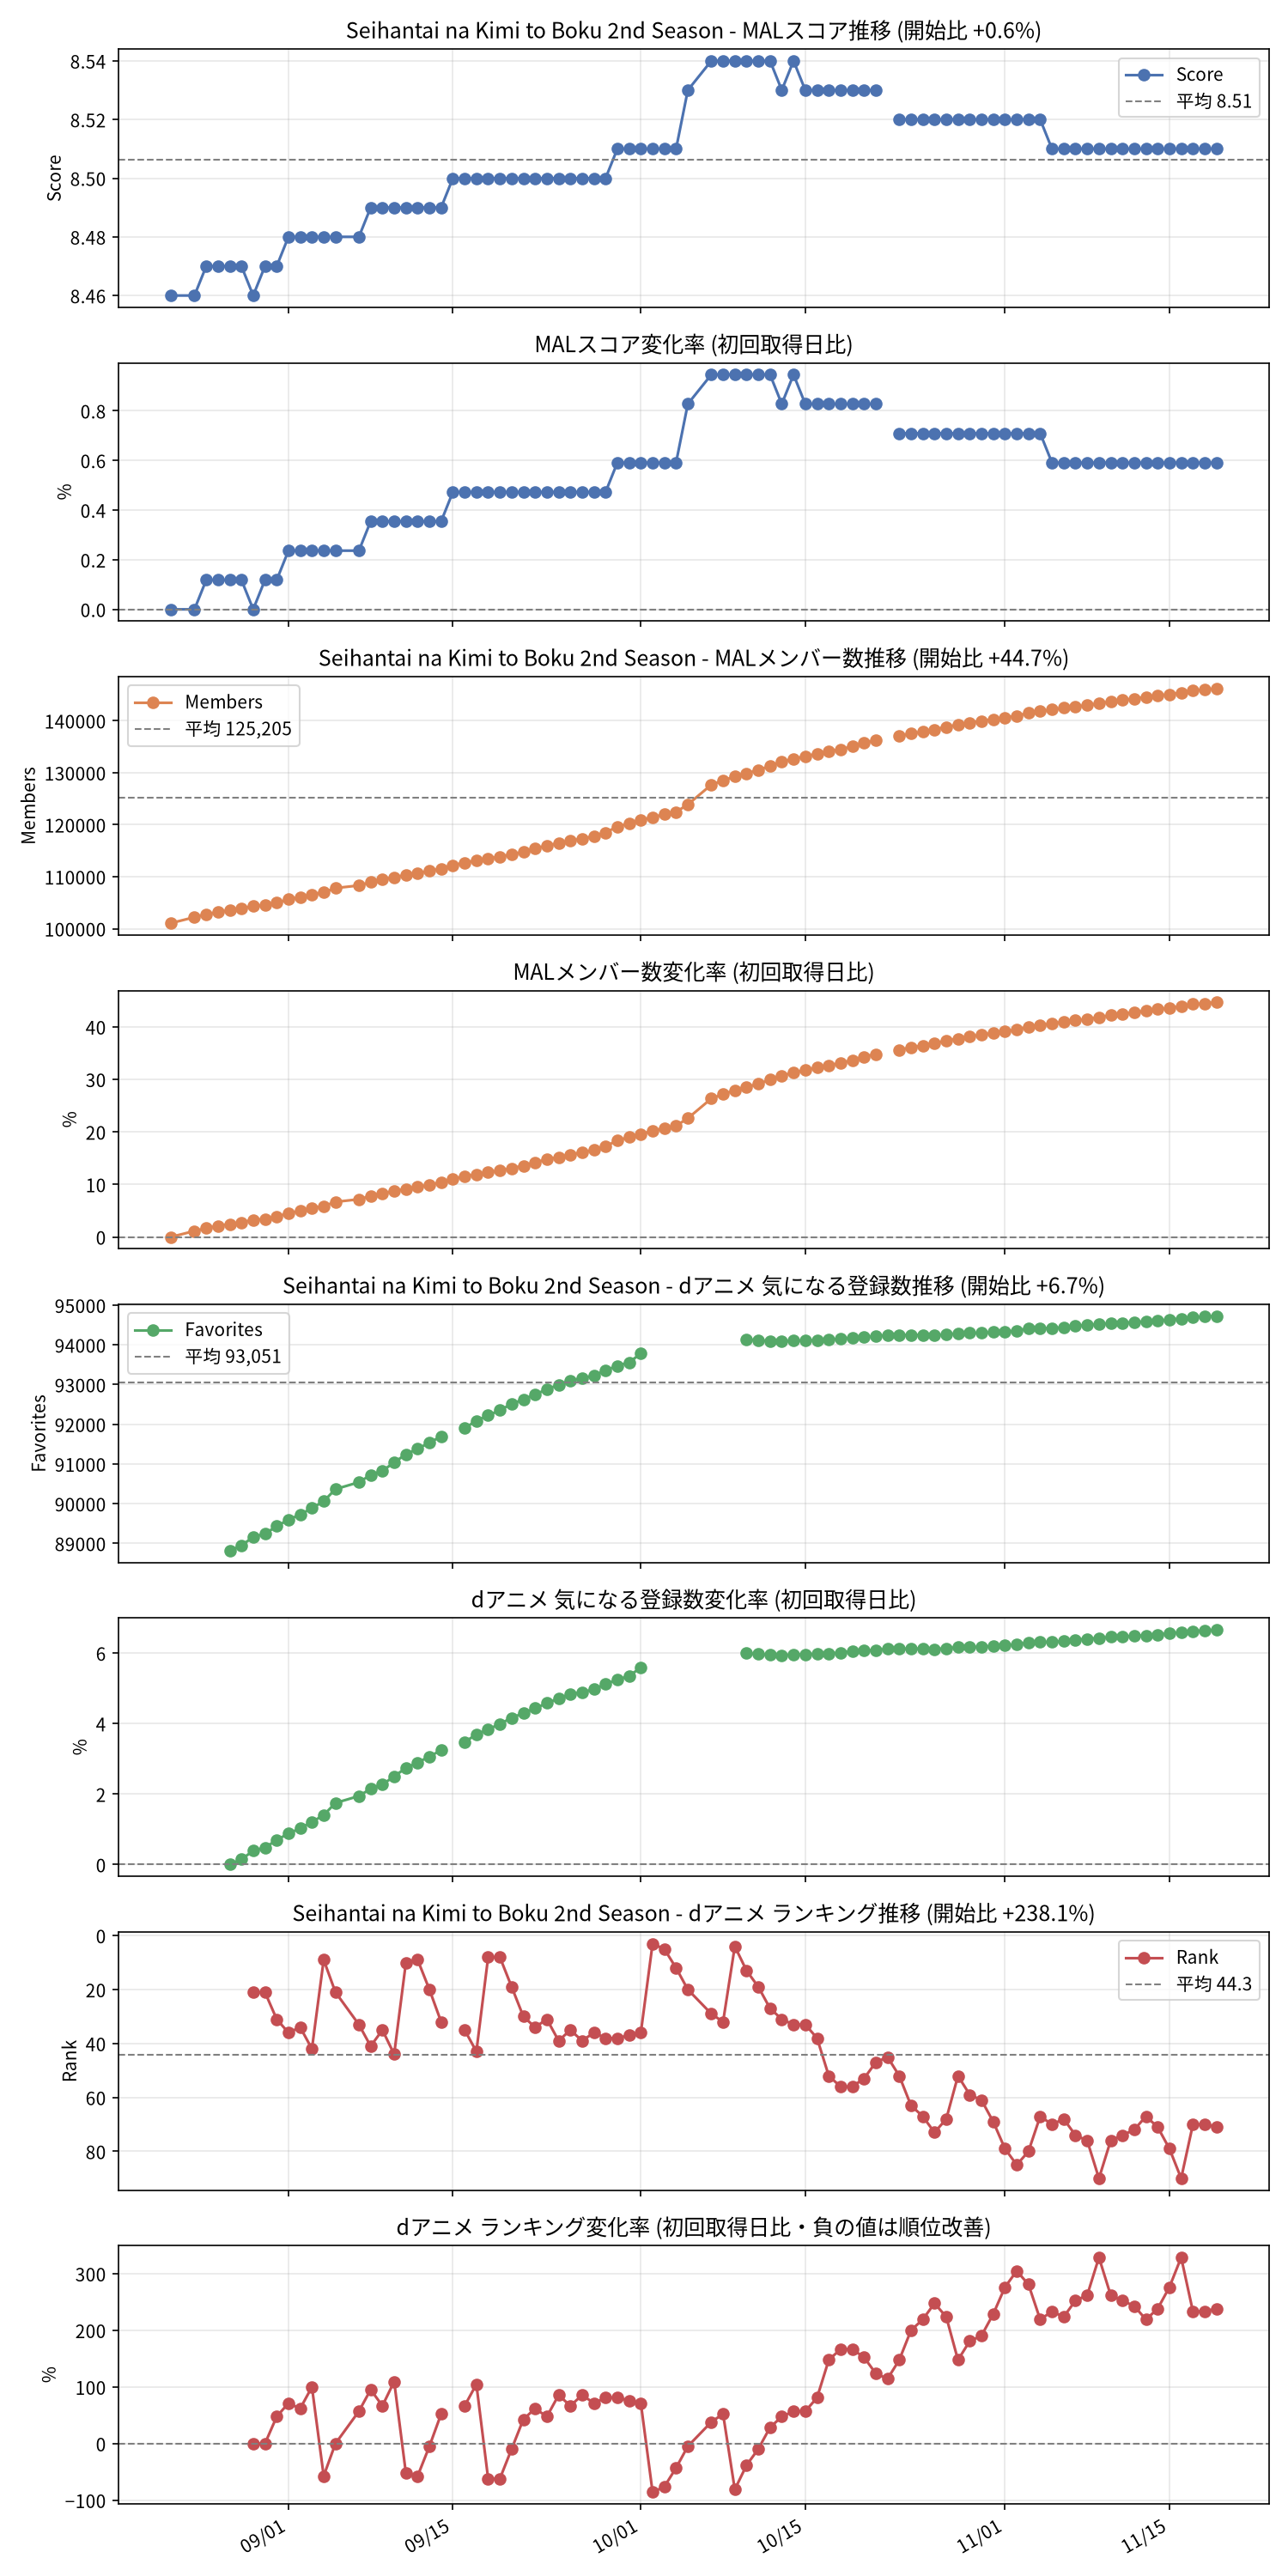 Seihantai na Kimi to Boku 2nd Season - MALスコア推移 (開始比 +0.6%)
8.54
8.52
8.50
8.48
8.46
Score
Score
平均 8.51
MALスコア変化率 (初回取得日比)
0.8
0.6
0.4
0.2
0.0
%
Seihantai na Kimi to Boku 2nd Season - MALメンバー数推移 (開始比 +44.7%)
140000
130000
120000
110000
100000
Members
Members
平均 125,205
MALメンバー数変化率 (初回取得日比)
40
30
20
10
0
%
Seihantai na Kimi to Boku 2nd Season - dアニメ 気になる登録数推移 (開始比 +6.7%)
95000
94000
93000
92000
91000
90000
89000
Favorites
Favorites
平均 93,051
dアニメ 気になる登録数変化率 (初回取得日比)
6
4
2
0
%
Seihantai na Kimi to Boku 2nd Season - dアニメ ランキング推移 (開始比 +238.1%)
0
20
40
60
80
Rank
Rank
平均 44.3
dアニメ ランキング変化率 (初回取得日比・負の値は順位改善)
300
200
100
0
−100
%
09/01
09/15
10/01
10/15
11/01
11/15